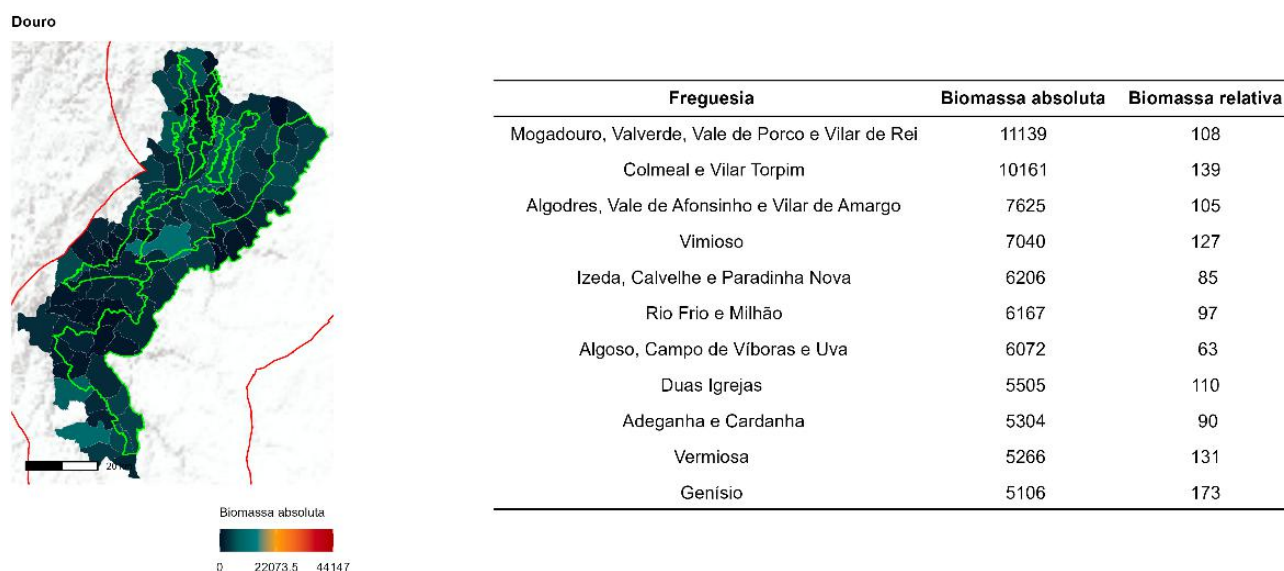 Douro
20
Biomassa absoluta
0 22073.5 44147
Freguesia Biomassa absoluta Biomassa relativa
Mogadouro, Valverde, Vale de Porco e Vilar de Rei 11139 108
Colmeal e Vilar Torpim 10161 139
Algodres, Vale de Afonsinho e Vilar de Amargo 7625 105
Vimioso 7040 127
Izeda, Calvelhe e Paradinha Nova 6206 85
Rio Frio e Milhão 6167 97
Algoso, Campo de Víboras e Uva 6072 63
Duas Igrejas 5505 110
Adeganha e Cardanha 5304 90
Vermiosa 5266 131
Genísio 5106 173